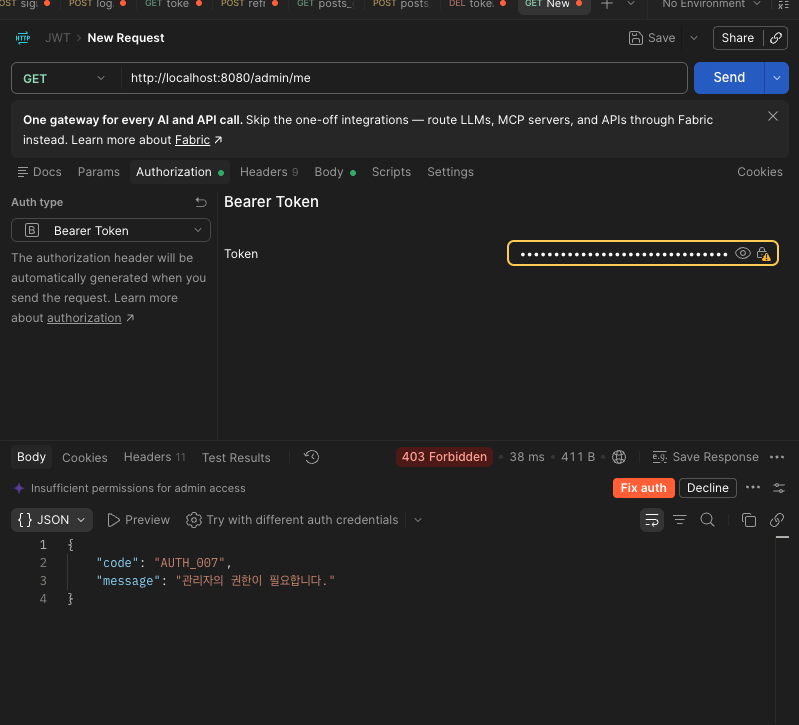 POST sig POST log GET toke POST refr GET posts_ POST posts, DEL toke GET New No Environment
HTTP JWT > New Request Save Share
GET http://localhost:8080/admin/me Send
One gateway for every AI and API call. Skip the one-off integrations — route LLMs, MCP servers, and APIs through Fabric
instead. Learn more about Fabric ↗
Docs Params Authorization Headers 9 Body Scripts Settings Cookies
Auth type
B Bearer Token
The authorization header will be
automatically generated when you
send the request. Learn more
about authorization ↗
Bearer Token
Token ••••••••••••••••••••••••••••••
Body Cookies Headers 11 Test Results 403 Forbidden • 38 ms • 411 B • e.g. Save Response
Insufficient permissions for admin access Fix auth Decline
{} JSON Preview Try with different auth credentials
1 {
2 "code": "AUTH_007",
3 "message": "관리자의 권한이 필요합니다."
4 }